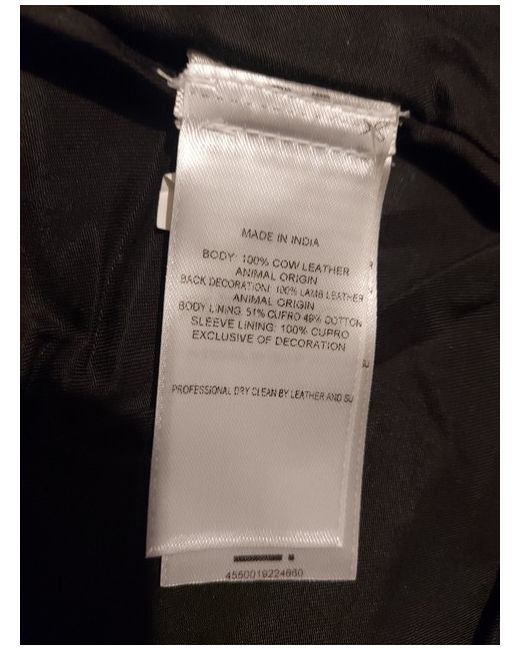 MADE IN INDIA
BODY: 100% COW LEATHER
ANIMAL ORIGIN
BACK DECORATION: 100% LAMB LEATHER
ANIMAL ORIGIN
BODY LINING: 51% CUPRO 49% COTTON
SLEEVE LINING: 100% CUPRO
EXCLUSIVE OF DECORATION
PROFESSIONAL DRY CLEAN BY LEATHER AND SU
4550019224860